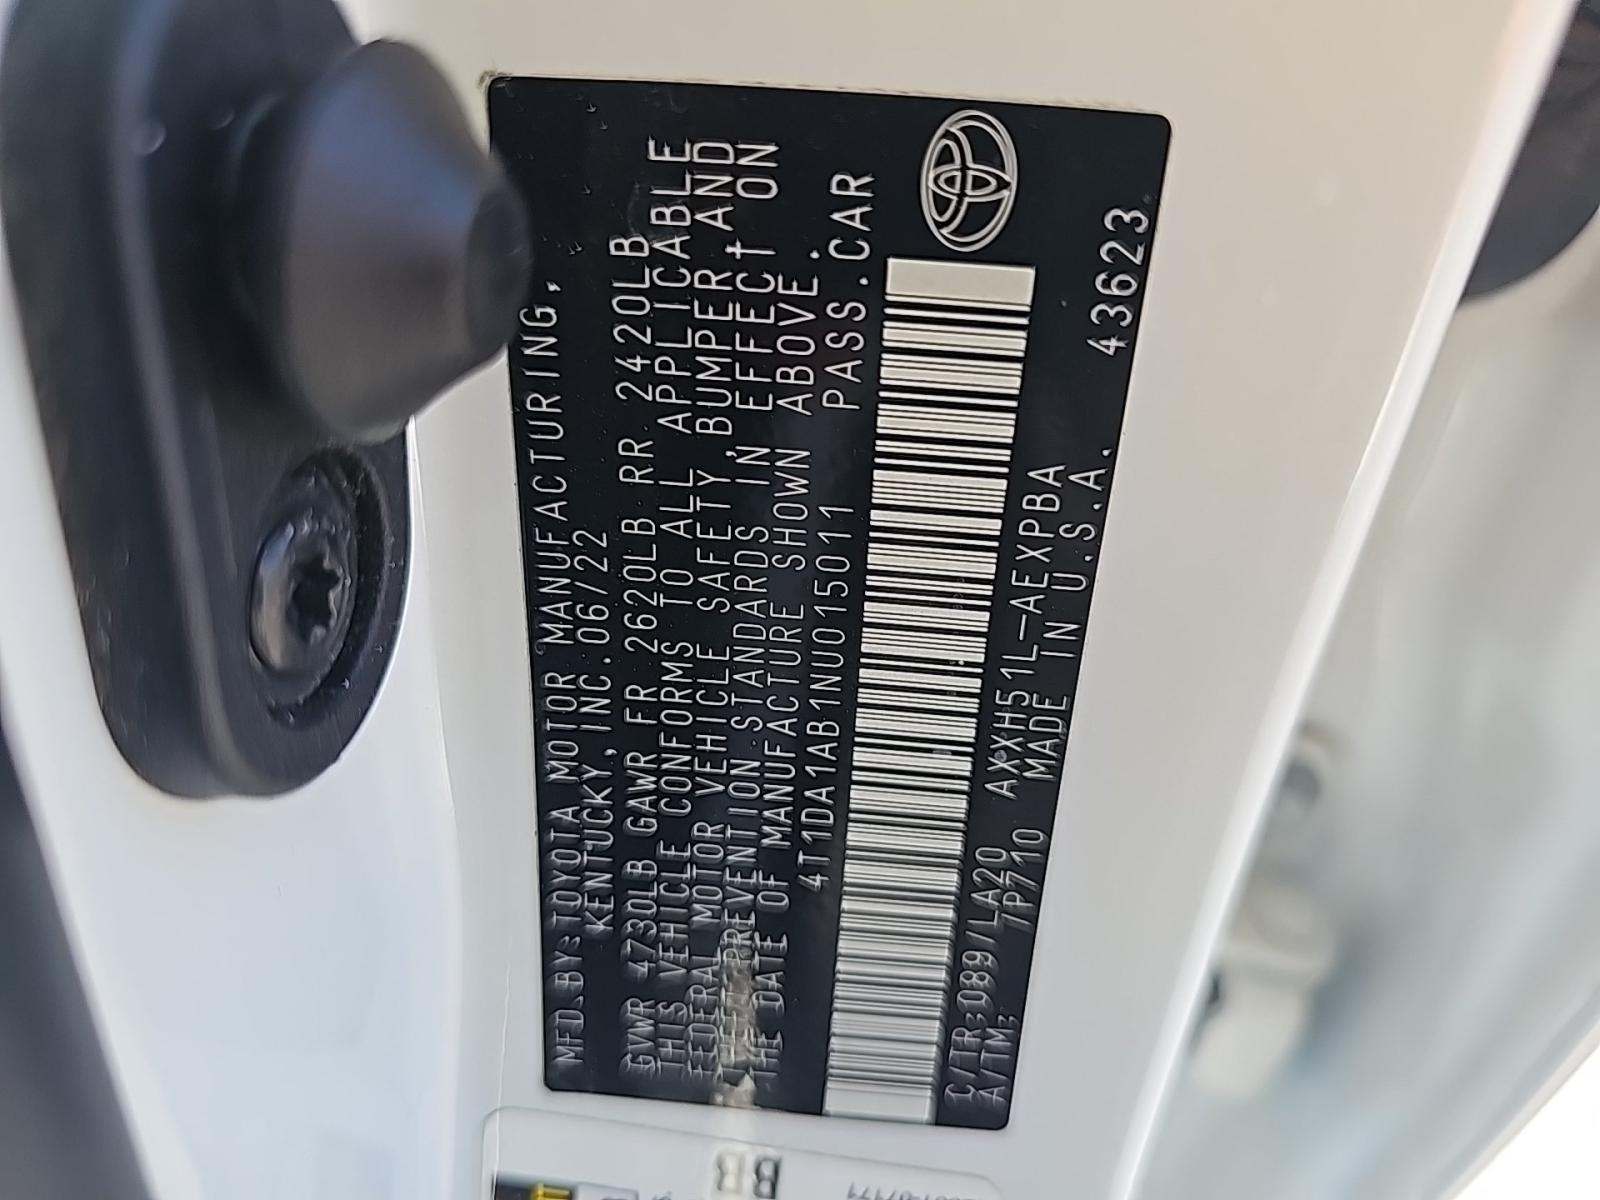 MFD.BY:TOYOTA MOTOR MANUFACTURING,
KENTUCKY,INC.06/22
GVWR 4730LB GAWR FR 2620LB RR 2420LB
THIS VEHICLE CONFORMS TO ALL APPLICABLE
FEDERAL MOTOR VEHICLE SAFETY,BUMPER AND
THEFT PREVENTION STANDARDS IN EFFECT ON
THE DATE OF MANUFACTURE SHOWN ABOVE.
4T1DA1AB1NU015011 PASS.CAR
C/TR:089/LA20 AXXH51L-AEXPBA
A/TM: /P710 MADE IN U.S.A. 43623
BB